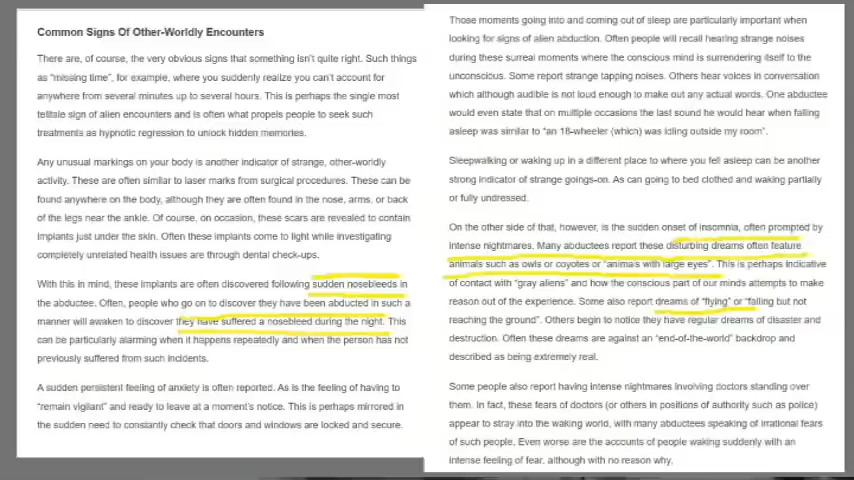 Common Signs Of Other-Worldly Encounters
There are, of course, the very obvious signs that something isn't quite right. Such things
as "missing time", for example, where you suddenly realize you can't account for
anywhere from several minutes up to several hours. This is perhaps the single most
telltale sign of alien encounters and is often what propels people to seek such
treatments as hypnotic regression to unlock hidden memories.
Any unusual markings on your body is another indicator of strange, other-worldly
activity. These are often similar to laser marks from surgical procedures. These can be
found anywhere on the body, although they are often found in the nose, arms, or back
of the legs near the ankle. Of course, on occasion, these scars are revealed to contain
implants just under the skin. Often these implants come to light while investigating
completely unrelated health issues are through dental check-ups.
With this in mind, these implants are often discovered following sudden nosebleeds in
the abductee. Often, people who go on to discover they have been abducted in such a
manner will awaken to discover they have suffered a nosebleed during the night. This
can be particularly alarming when it happens repeatedly and when the person has not
previously suffered from such incidents.
A sudden persistent feeling of anxiety is often reported. As is the feeling of having to
"remain vigilant" and ready to leave at a moment's notice. This is perhaps mirrored in
the sudden need to constantly check that doors and windows are locked and secure.
Those moments going into and coming out of sleep are particularly important when
looking for signs of alien abduction. Often people will recall hearing strange noises
during these surreal moments where the conscious mind is surrendering itself to the
unconscious. Some report strange tapping noises. Others hear voices in conversation
which although audible is not loud enough to make out any actual words. One abductee
would even state that on multiple occasions the last sound he would hear when falling
asleep was similar to "an 18-wheeler (which) was idling outside my room".
Sleepwalking or waking up in a different place to where you fell asleep can be another
strong indicator of strange goings-on. As can going to bed clothed and waking partially
or fully undressed.
On the other side of that, however, is the sudden onset of insomnia, often prompted by
intense nightmares. Many abductees report these disturbing dreams often feature
animals such as owls or coyotes or "animals with large eyes". This is perhaps indicative
of contact with "gray aliens" and how the conscious part of our minds attempts to make
reason out of the experience. Some also report dreams of "flying" or "falling but not
reaching the ground". Others begin to notice they have regular dreams of disaster and
destruction. Often these dreams are against an "end-of-the-world" backdrop and
described as being extremely real.
Some people also report having intense nightmares involving doctors standing over
them. In fact, these fears of doctors (or others in positions of authority such as police)
appear to stray into the waking world, with many abductees speaking of irrational fears
of such people. Even worse are the accounts of people waking suddenly with an
intense feeling of fear, although with no reason why.